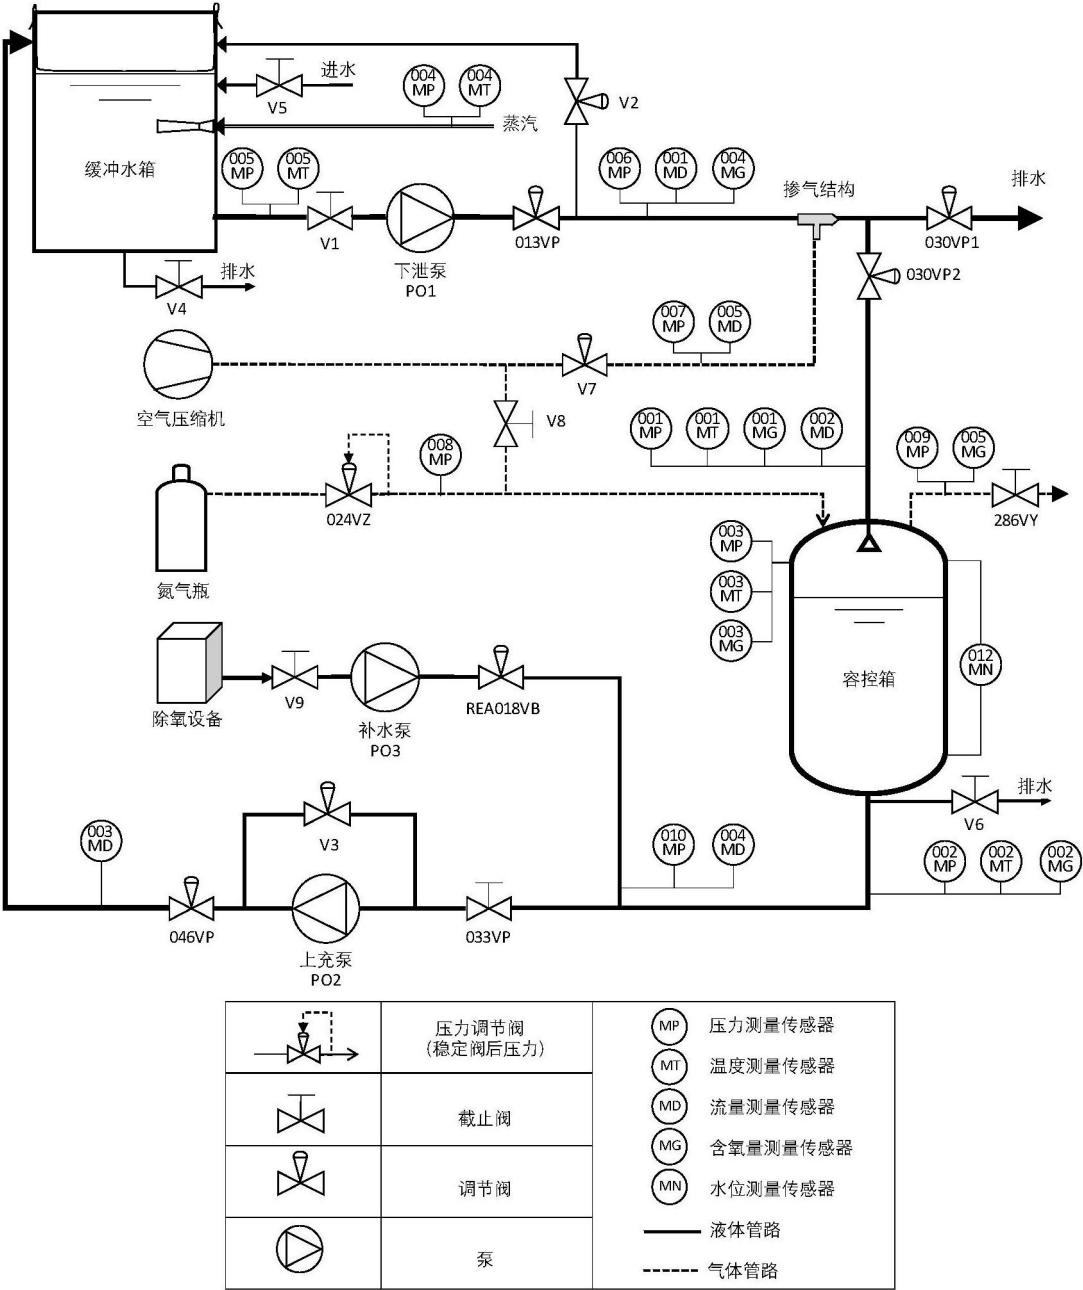 进水
V5
004
MP
004
MT
蒸汽
V2
缓冲水箱
005
MP
005
MT
V1
下泄泵
PO1
013VP
006
MP
001
MD
004
MG
掺气结构
排水
030VP1
030VP2
V4
排水
空气压缩机
V7
007
MP
005
MD
V8
001
MP
001
MT
001
MG
002
MD
009
MP
005
MG
286VY
008
MP
024VZ
氮气瓶
003
MP
003
MT
003
MG
012
MN
容控箱
除氧设备
V9
补水泵
PO3
REA018VB
V3
003
MD
046VP
上充泵
PO2
033VP
010
MP
004
MD
V6
排水
002
MP
002
MT
002
MG
压力调节阀
(稳定阀后压力)
截止阀
调节阀
泵
MP 压力测量传感器
MT 温度测量传感器
MD 流量测量传感器
MG 含氧量测量传感器
MN 水位测量传感器
液体管路
气体管路